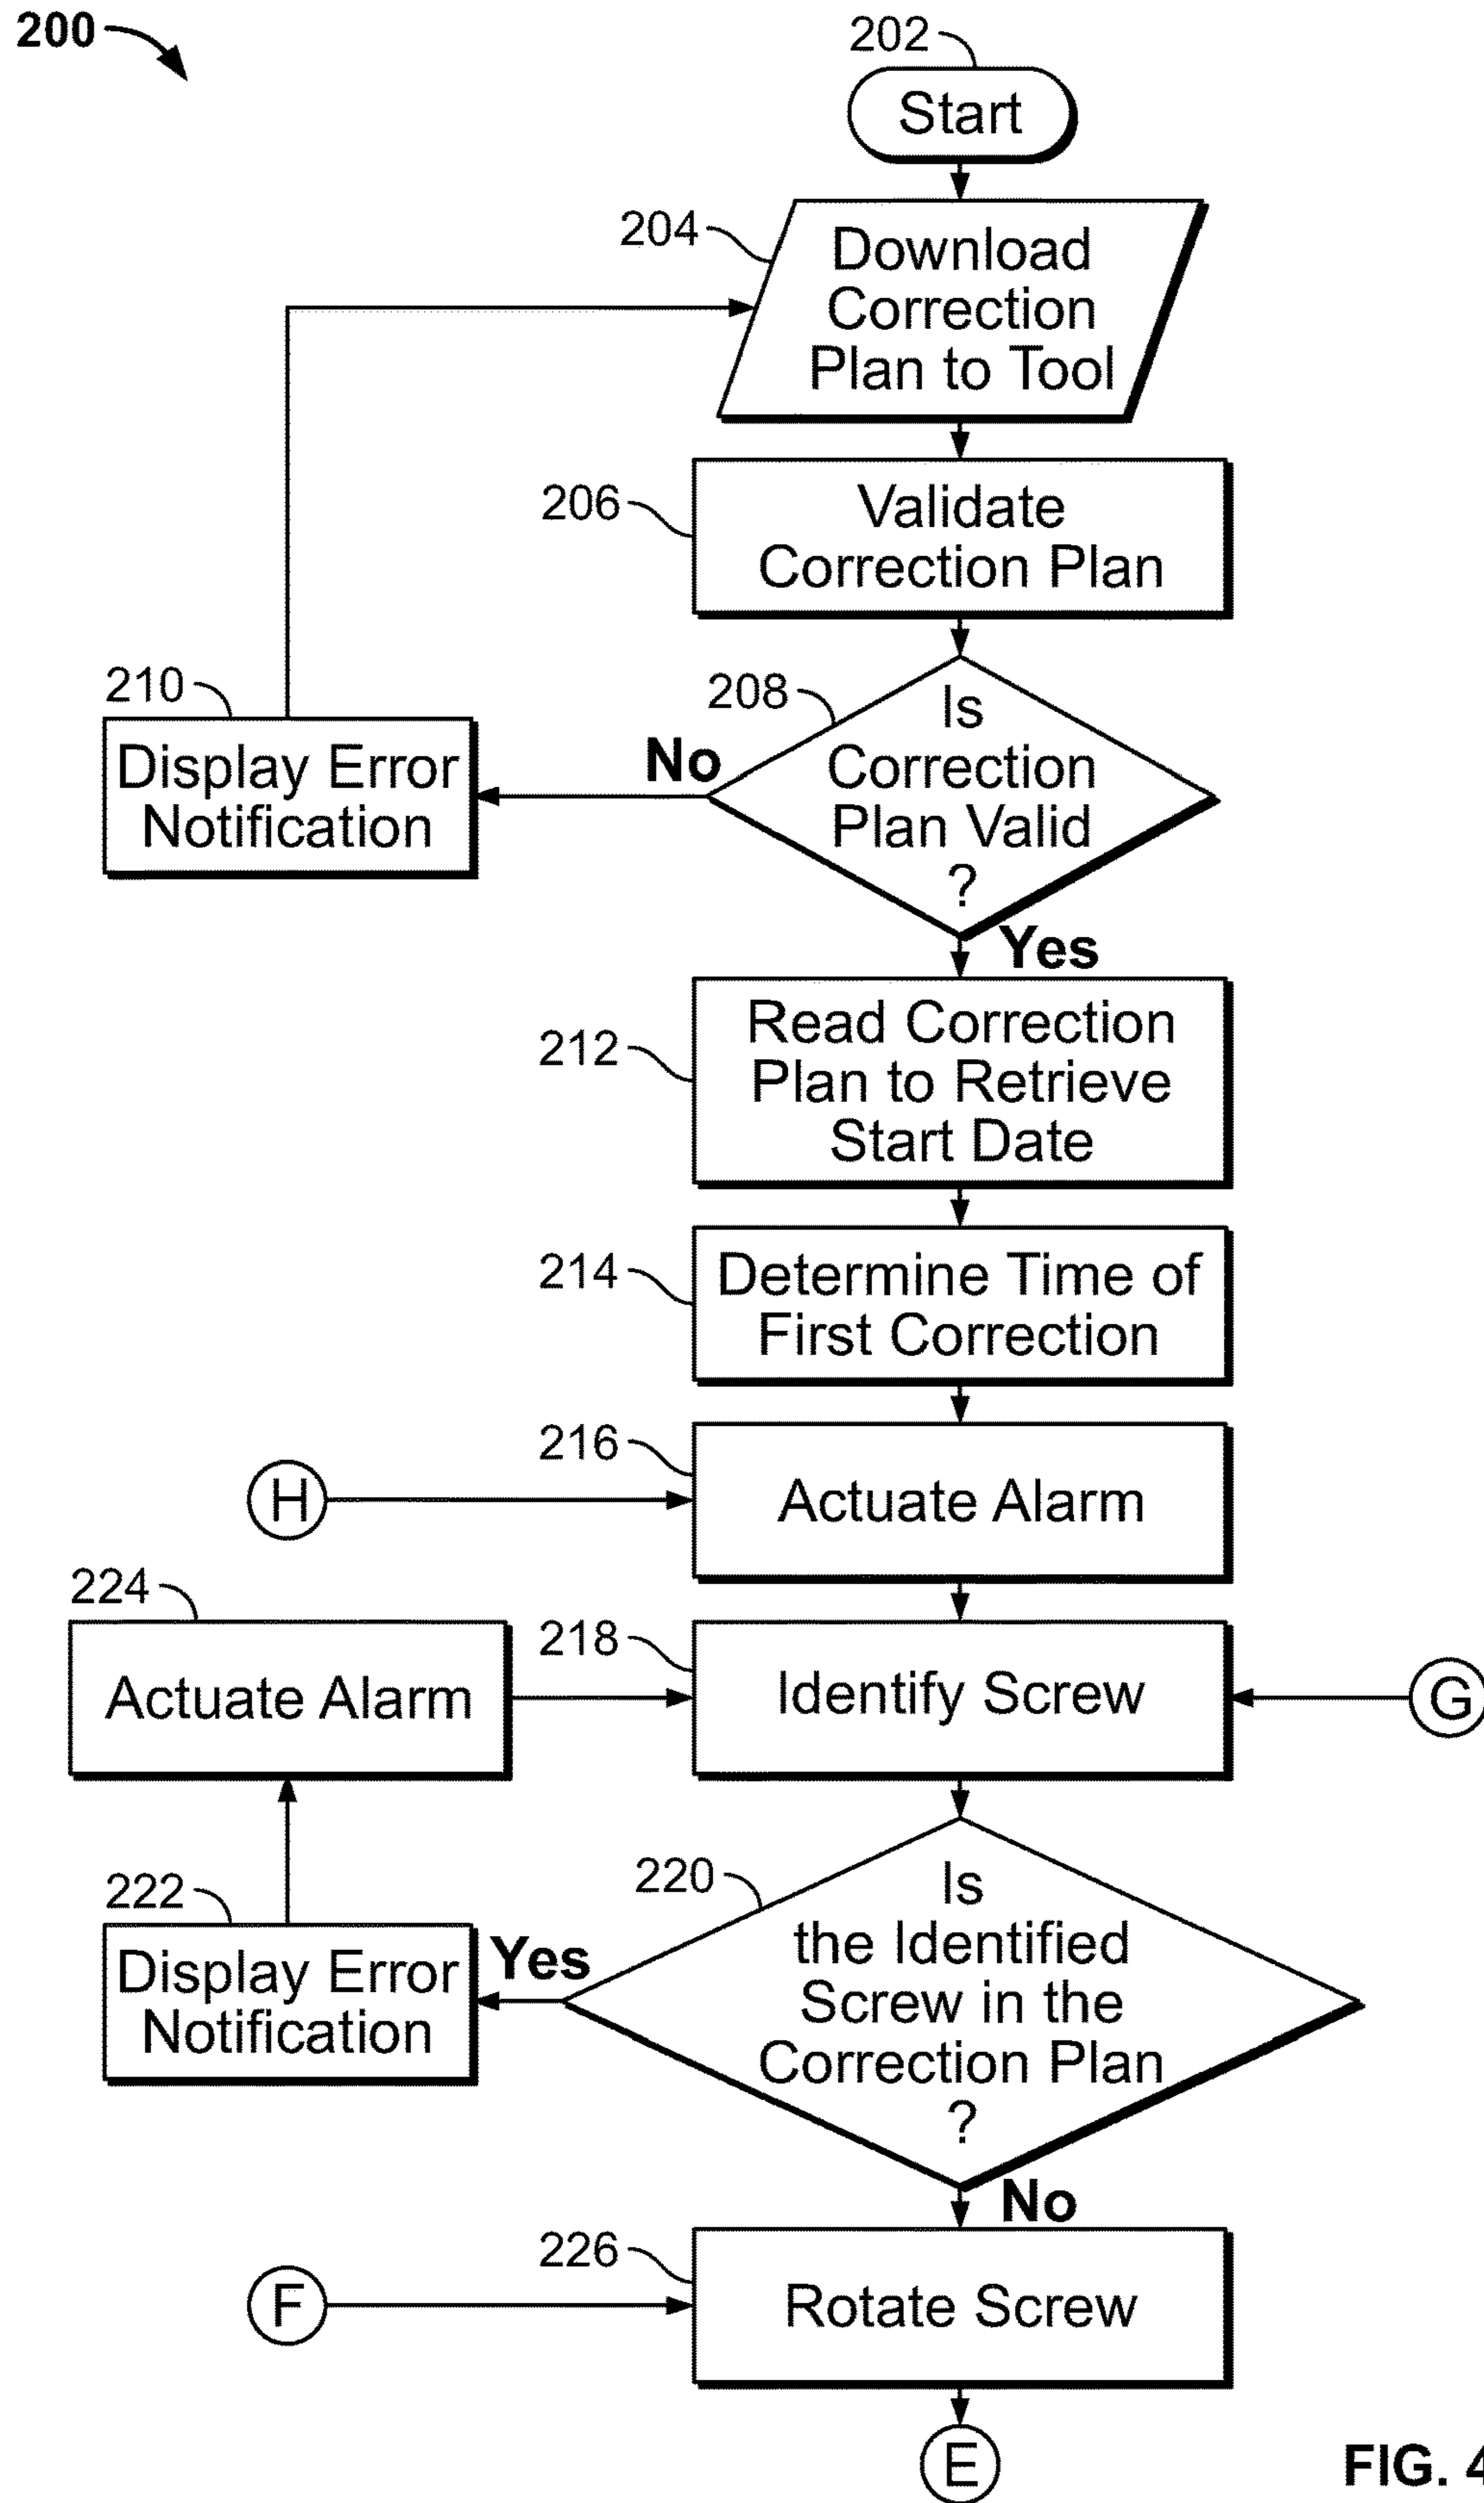 200
202
Start
204
Download
Correction
Plan to Tool
206
Validate
Correction Plan
210
Display Error
Notification
No
208
Is
Correction
Plan Valid
?
Yes
212
Read Correction
Plan to Retrieve
Start Date
214
Determine Time of
First Correction
216
H
Actuate Alarm
224
Actuate Alarm
218
Identify Screw
G
222
Display Error
Notification
Yes
220
Is
the Identified
Screw in the
Correction Plan
?
No
226
F
Rotate Screw
E
FIG. 4